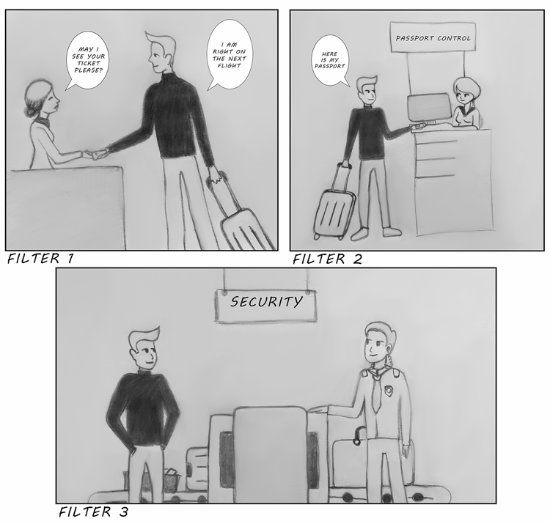 MAY I
SEE YOUR
TICKET
PLEASE?
I AM
RIGHT ON
THE NEXT
FLIGHT
FILTER 1
PASSPORT CONTROL
HERE
IS MY
PASSPORT
FILTER 2
SECURITY
FILTER 3